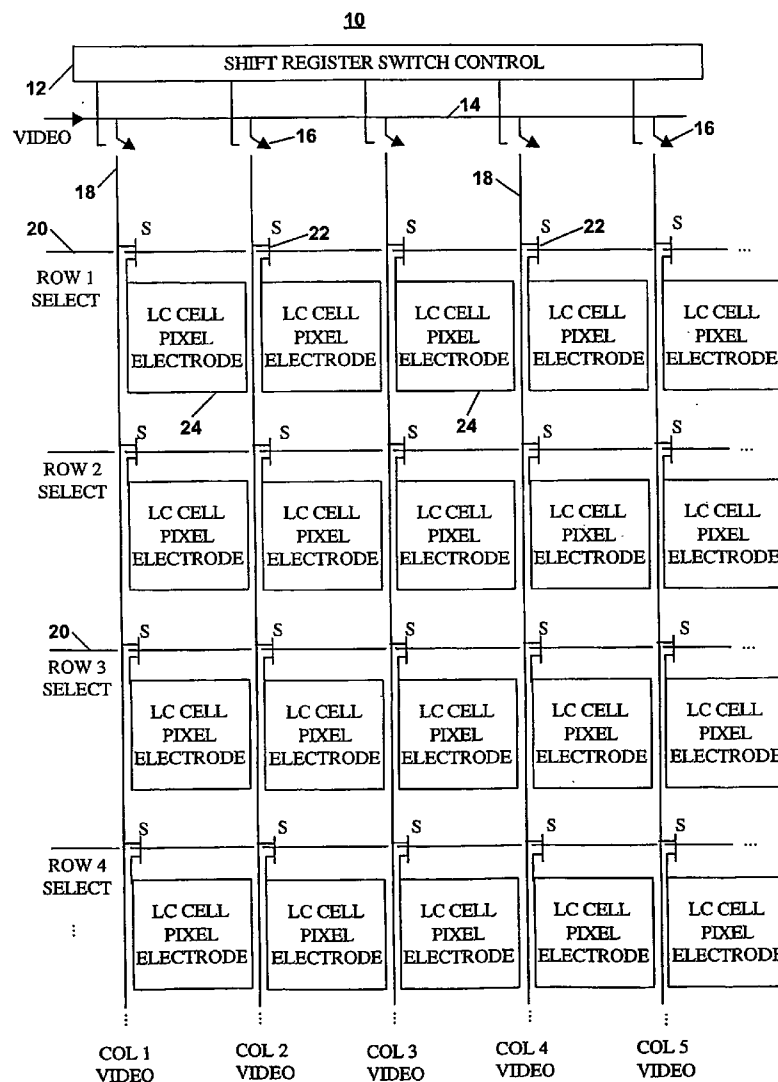 10
SHIFT REGISTER SWITCH CONTROL
12
14
VIDEO
16
16
18
18
S S S S S
20
22
22
...
ROW 1
SELECT
LC CELL LC CELL LC CELL LC CELL LC CELL
PIXEL PIXEL PIXEL PIXEL PIXEL
ELECTRODE ELECTRODE ELECTRODE ELECTRODE ELECTRODE
24
24
S S S S S
...
ROW 2
SELECT
LC CELL LC CELL LC CELL LC CELL LC CELL
PIXEL PIXEL PIXEL PIXEL PIXEL
ELECTRODE ELECTRODE ELECTRODE ELECTRODE ELECTRODE
20
S S S S S
...
ROW 3
SELECT
LC CELL LC CELL LC CELL LC CELL LC CELL
PIXEL PIXEL PIXEL PIXEL PIXEL
ELECTRODE ELECTRODE ELECTRODE ELECTRODE ELECTRODE
S S S S S
...
ROW 4
SELECT
LC CELL LC CELL LC CELL LC CELL LC CELL
PIXEL PIXEL PIXEL PIXEL PIXEL
ELECTRODE ELECTRODE ELECTRODE ELECTRODE ELECTRODE
...
... ... ... ... ...
COL 1 COL 2 COL 3 COL 4 COL 5
VIDEO VIDEO VIDEO VIDEO VIDEO